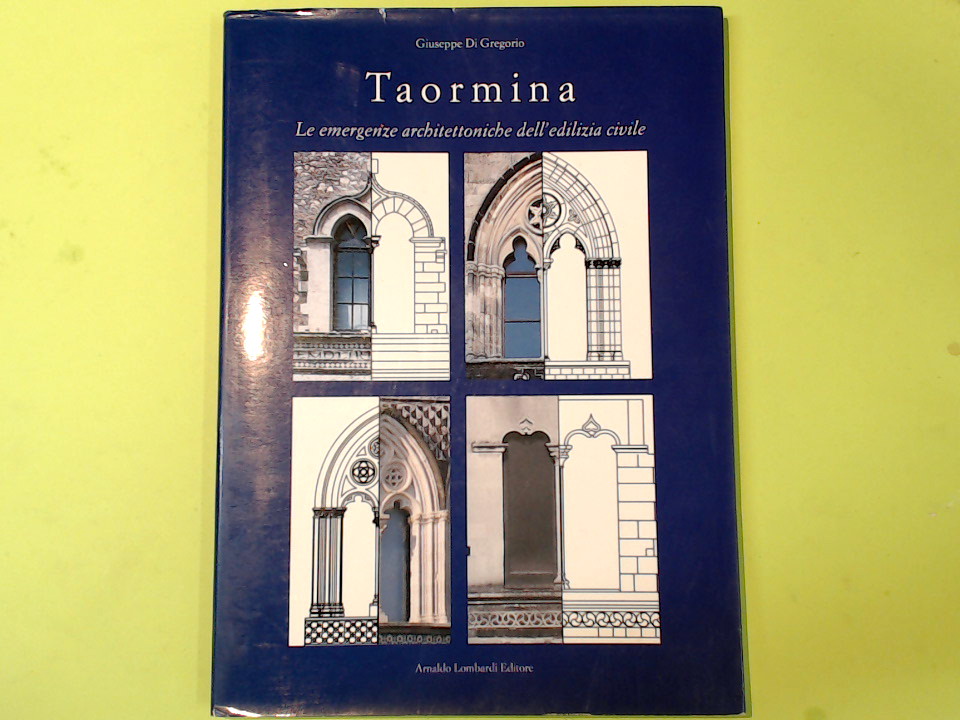 Giuseppe Di Gregorio
Taormina
Le emergenze architettoniche dell'edilizia civile
Arnaldo Lombardi Editore